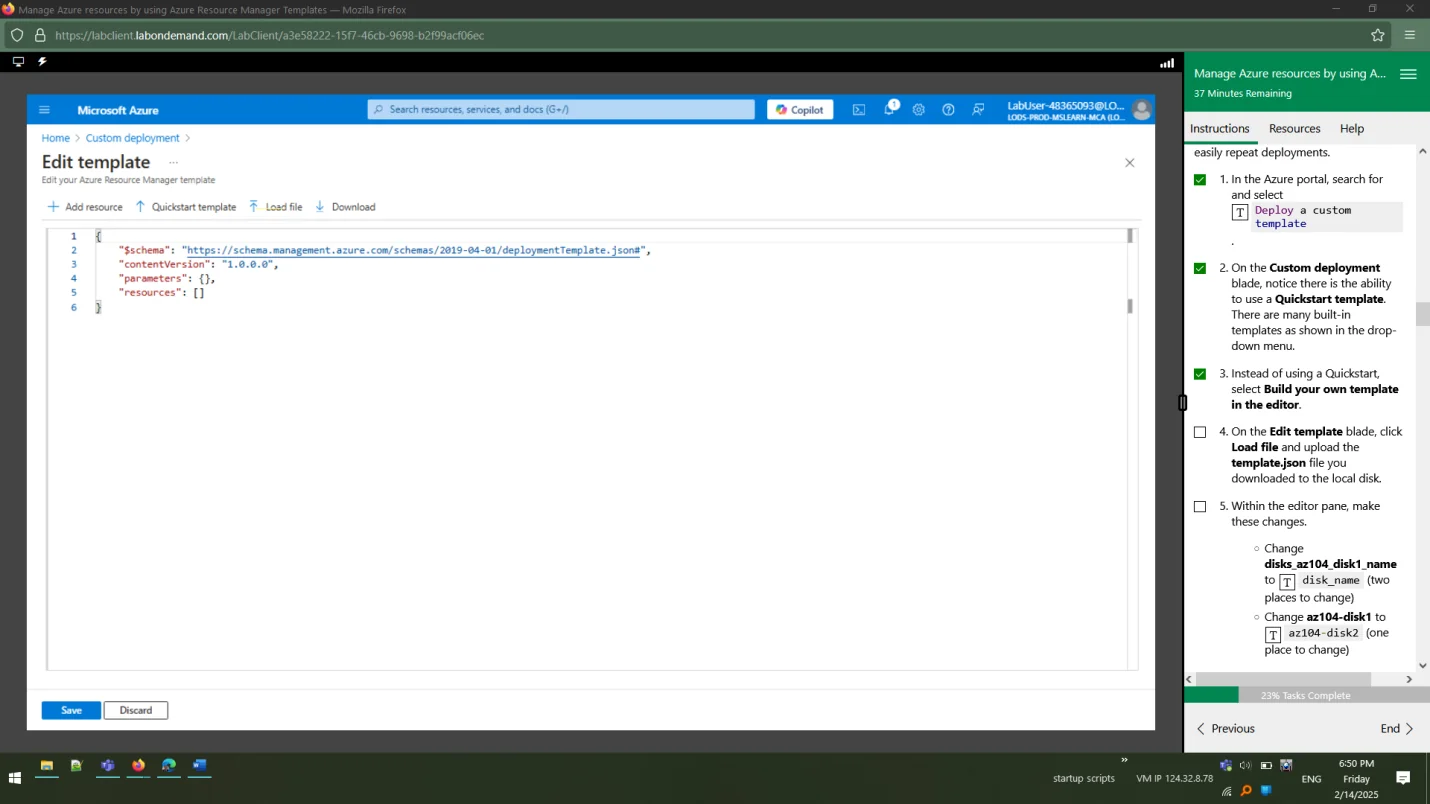 Manage Azure resources by using Azure Resource Manager Templates — Mozilla Firefox
https://labclient.labondemand.com/LabClient/a3e58222-15f7-46cb-9698-b2f99acf06ec
Microsoft Azure
Search resources, services, and docs (G+/)
Copilot
1
LabUser-48365093@LO...
LODS-PROD-MSLEARN-MCA (LO...
Home > Custom deployment >
Edit template ...
Edit your Azure Resource Manager template
Add resource Quickstart template Load file Download
1 {
2 "$schema": "https://schema.management.azure.com/schemas/2019-04-01/deploymentTemplate.json#",
3 "contentVersion": "1.0.0.0",
4 "parameters": {},
5 "resources": []
6 }
Save Discard
Manage Azure resources by using A...
37 Minutes Remaining
Instructions Resources Help
easily repeat deployments.
1. In the Azure portal, search for
and select
T Deploy a custom
template
.
2. On the Custom deployment
blade, notice there is the ability
to use a Quickstart template.
There are many built-in
templates as shown in the drop-
down menu.
3. Instead of using a Quickstart,
select Build your own template
in the editor.
4. On the Edit template blade, click
Load file and upload the
template.json file you
downloaded to the local disk.
5. Within the editor pane, make
these changes.
Change
disks_az104_disk1_name
to T disk_name (two
places to change)
Change az104-disk1 to
T az104-disk2 (one
place to change)
23% Tasks Complete
Previous End
startup scripts
VM IP 124.32.8.78
ENG
6:50 PM
Friday
2/14/2025